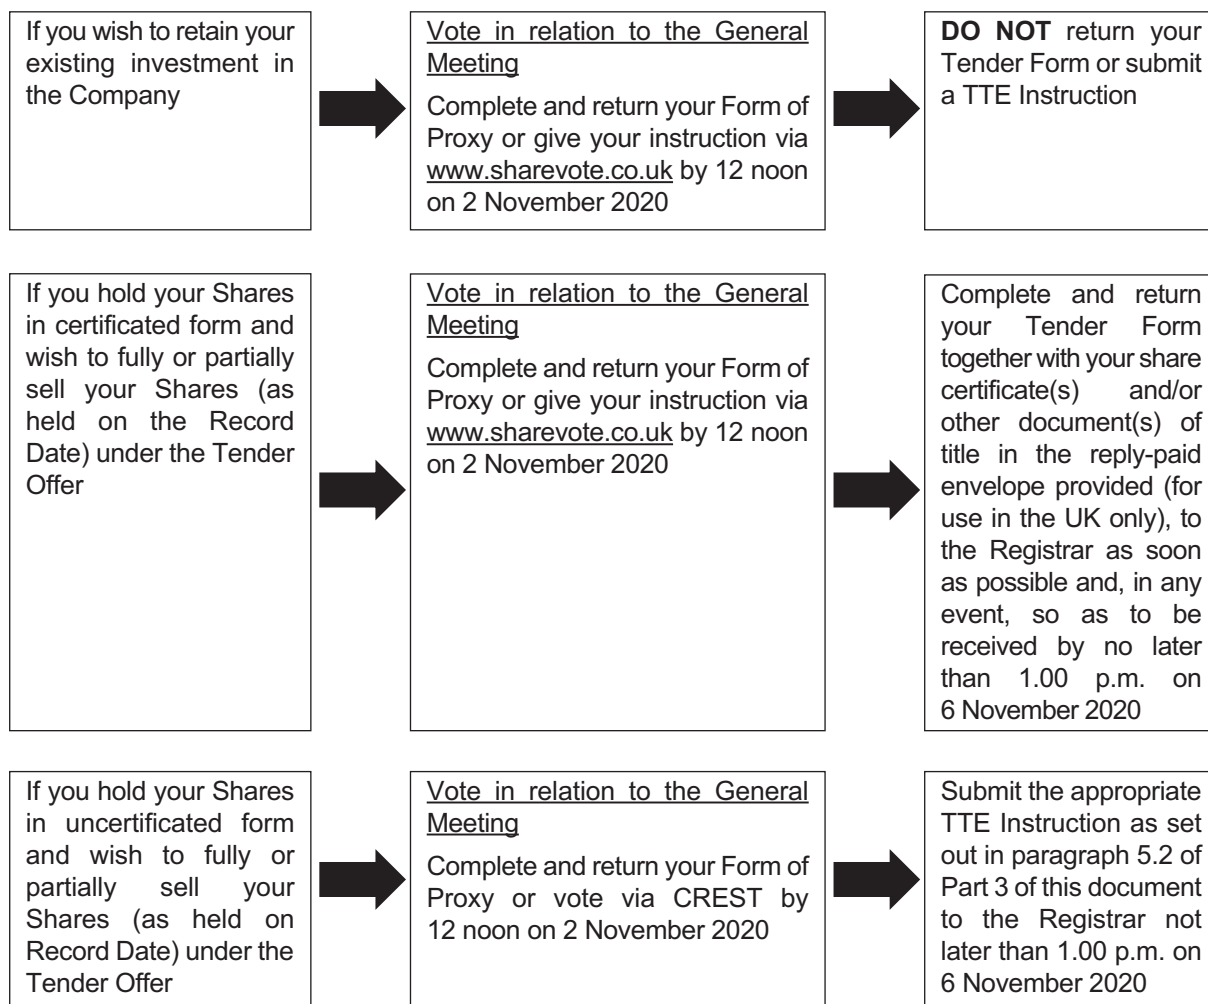 If you wish to retain your
existing investment in
the Company
Vote in relation to the General
Meeting
Complete and return your Form of
Proxy or give your instruction via
www.sharevote.co.uk by 12 noon
on 2 November 2020
DO NOT return your
Tender Form or submit
a TTE Instruction
If you hold your Shares
in certificated form and
wish to fully or partially
sell your Shares (as
held on the Record
Date) under the Tender
Offer
Vote in relation to the General
Meeting
Complete and return your Form of
Proxy or give your instruction via
www.sharevote.co.uk by 12 noon
on 2 November 2020
Complete and return
your Tender Form
together with your share
certificate(s) and/or
other document(s) of
title in the reply-paid
envelope provided (for
use in the UK only), to
the Registrar as soon
as possible and, in any
event, so as to be
received by no later
than 1.00 p.m. on
6 November 2020
If you hold your Shares
in uncertificated form
and wish to fully or
partially sell your
Shares (as held on
Record Date) under the
Tender Offer
Vote in relation to the General
Meeting
Complete and return your Form of
Proxy or vote via CREST by
12 noon on 2 November 2020
Submit the appropriate
TTE Instruction as set
out in paragraph 5.2 of
Part 3 of this document
to the Registrar not
later than 1.00 p.m. on
6 November 2020